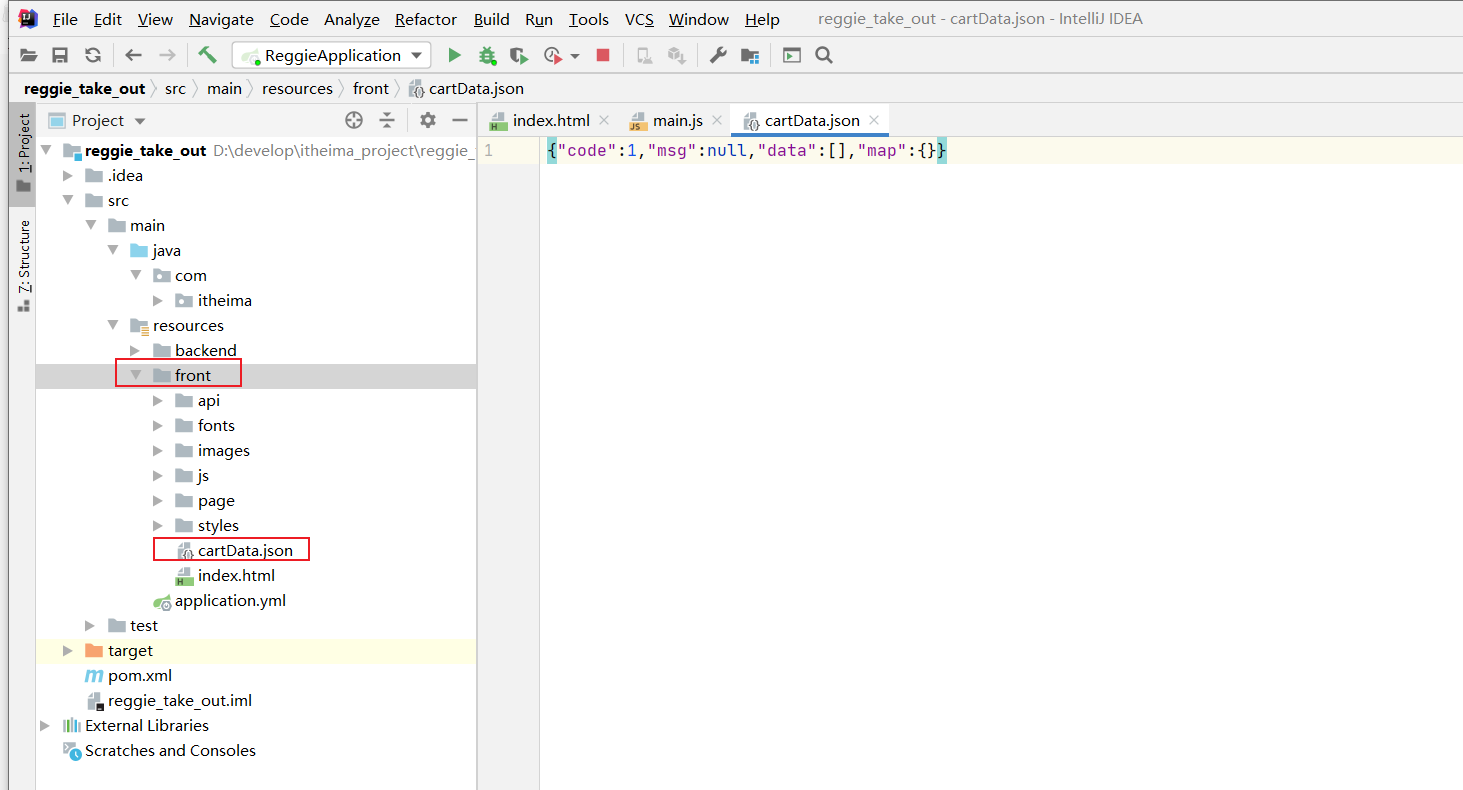 File Edit View Navigate Code Analyze Refactor Build Run Tools VCS Window Help reggie_take_out - cartData.json - IntelliJ IDEA
ReggieApplication
reggie_take_out src main resources front cartData.json
Project
index.html main.js cartData.json
1: Project
Z: Structure
reggie_take_out D:\develop\itheima_project\reggie_
.idea
src
main
java
com
itheima
resources
backend
front
api
fonts
images
js
page
styles
cartData.json
index.html
application.yml
test
target
pom.xml
reggie_take_out.iml
External Libraries
Scratches and Consoles
1 {"code":1,"msg":null,"data":[],"map":{}}